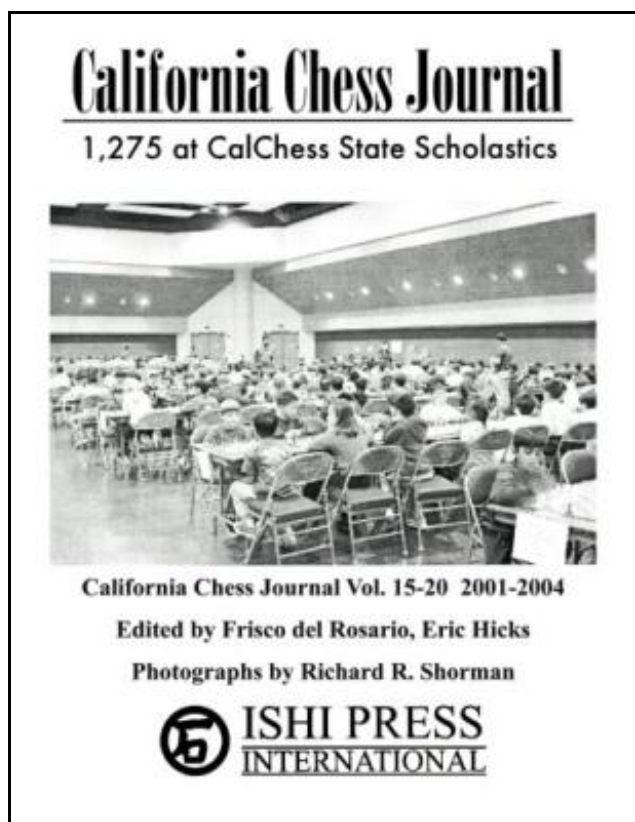 California Chess Journal
1,275 at CalChess State Scholastics
California Chess Journal Vol. 15-20 2001-2004
Edited by Frisco del Rosario, Eric Hicks
Photographs by Richard R. Shorman
ISHI PRESS
INTERNATIONAL